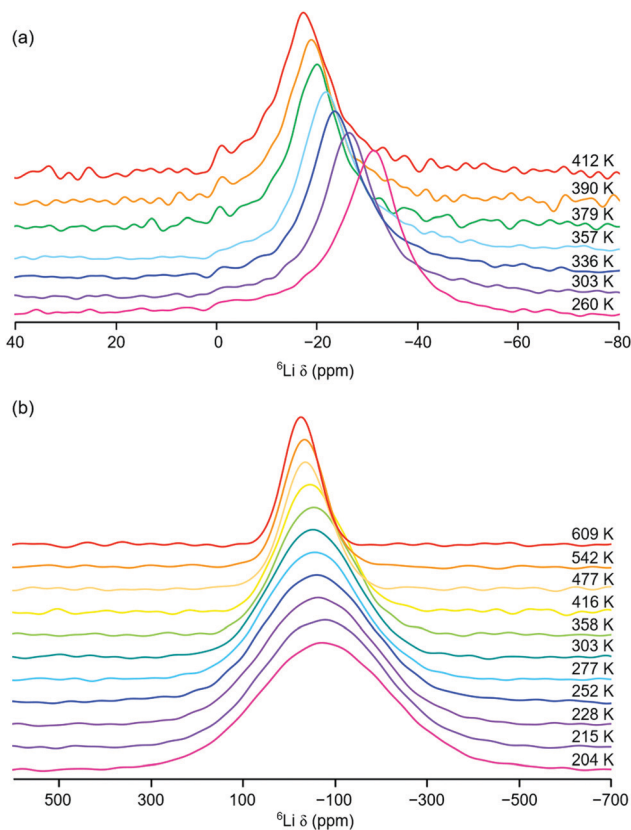 (a)
412 K
390 K
379 K
357 K
336 K
303 K
260 K
40 20 0 −20 −40 −60 −80
⁶Li δ (ppm)
(b)
609 K
542 K
477 K
416 K
358 K
303 K
277 K
252 K
228 K
215 K
204 K
500 300 100 −100 −300 −500 −700
⁶Li δ (ppm)